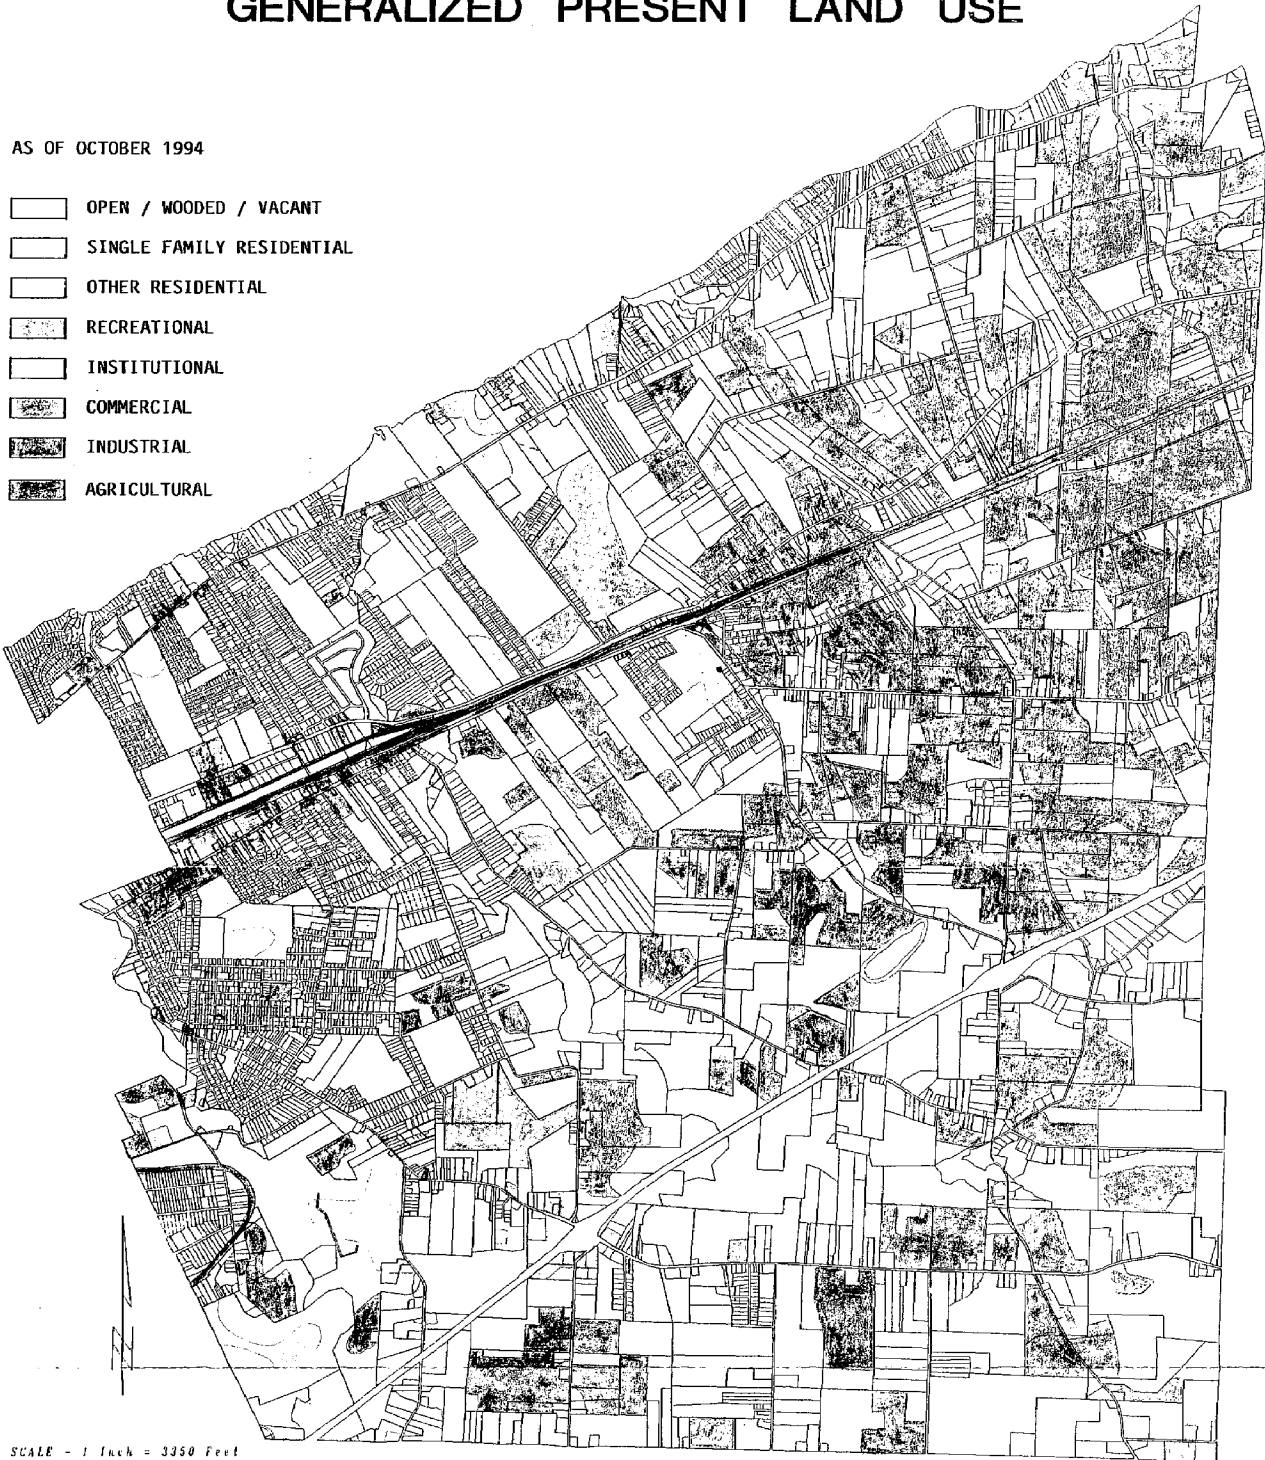 GENERALIZED PRESENT LAND USE
AS OF OCTOBER 1994
OPEN / WOODED / VACANT
SINGLE FAMILY RESIDENTIAL
OTHER RESIDENTIAL
RECREATIONAL
INSTITUTIONAL
COMMERCIAL
INDUSTRIAL
AGRICULTURAL
N
SCALE - 1 Inch = 3350 Feet